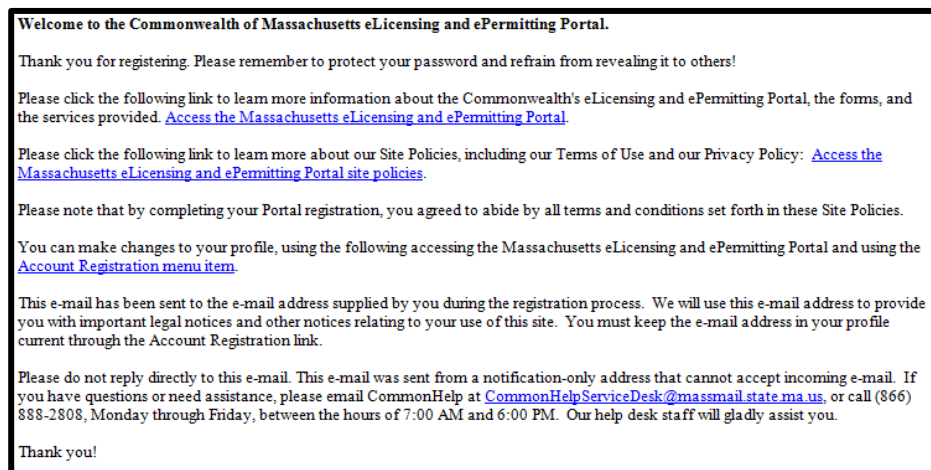 Welcome to the Commonwealth of Massachusetts eLicensing and ePermitting Portal.
Thank you for registering. Please remember to protect your password and refrain from revealing it to others!
Please click the following link to learn more information about the Commonwealth's eLicensing and ePermitting Portal, the forms, and
the services provided. Access the Massachusetts eLicensing and ePermitting Portal.
Please click the following link to learn more about our Site Policies, including our Terms of Use and our Privacy Policy: Access the
Massachusetts eLicensing and ePermitting Portal site policies.
Please note that by completing your Portal registration, you agreed to abide by all terms and conditions set forth in these Site Policies.
You can make changes to your profile, using the following accessing the Massachusetts eLicensing and ePermitting Portal and using the
Account Registration menu item.
This e-mail has been sent to the e-mail address supplied by you during the registration process. We will use this e-mail address to provide
you with important legal notices and other notices relating to your use of this site. You must keep the e-mail address in your profile
current through the Account Registration link.
Please do not reply directly to this e-mail. This e-mail was sent from a notification-only address that cannot accept incoming e-mail. If
you have questions or need assistance, please email CommonHelp at CommonHelpServiceDesk@massmail.state.ma.us, or call (866)
888-2808, Monday through Friday, between the hours of 7:00 AM and 6:00 PM. Our help desk staff will gladly assist you.
Thank you!